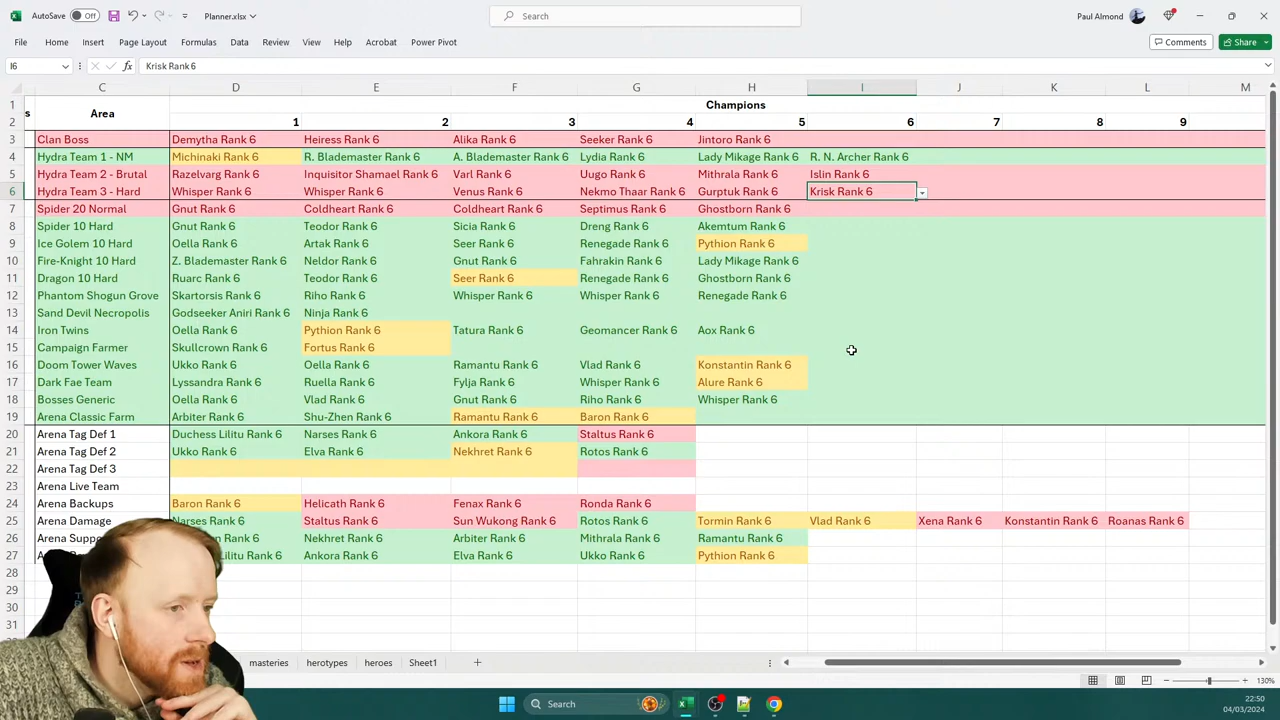 AutoSave Off Planner.xlsx Search Paul Almond
File Home Insert Page Layout Formulas Data Review View Help Acrobat Power Pivot Comments Share
I6 fx Krisk Rank 6
C D E F G H I J K L M
1 s Area Champions
2 1 2 3 4 5 6 7 8 9
3 Clan Boss Demytha Rank 6 Heiress Rank 6 Alika Rank 6 Seeker Rank 6 Jintoro Rank 6
4 Hydra Team 1 - NM Michinaki Rank 6 R. Blademaster Rank 6 A. Blademaster Rank 6 Lydia Rank 6 Lady Mikage Rank 6 R. N. Archer Rank 6
5 Hydra Team 2 - Brutal Razelvarg Rank 6 Inquisitor Shamael Rank 6 Varl Rank 6 Uugo Rank 6 Mithrala Rank 6 Islin Rank 6
6 Hydra Team 3 - Hard Whisper Rank 6 Whisper Rank 6 Venus Rank 6 Nekmo Thaar Rank 6 Gurptuk Rank 6 Krisk Rank 6
7 Spider 20 Normal Gnut Rank 6 Coldheart Rank 6 Coldheart Rank 6 Septimus Rank 6 Ghostborn Rank 6
8 Spider 10 Hard Gnut Rank 6 Teodor Rank 6 Sicia Rank 6 Dreng Rank 6 Akemtum Rank 6
9 Ice Golem 10 Hard Oella Rank 6 Artak Rank 6 Seer Rank 6 Renegade Rank 6 Pythion Rank 6
10 Fire-Knight 10 Hard Z. Blademaster Rank 6 Neldor Rank 6 Gnut Rank 6 Fahrakin Rank 6 Lady Mikage Rank 6
11 Dragon 10 Hard Ruarc Rank 6 Teodor Rank 6 Seer Rank 6 Renegade Rank 6 Ghostborn Rank 6
12 Phantom Shogun Grove Skartorsis Rank 6 Riho Rank 6 Whisper Rank 6 Whisper Rank 6 Renegade Rank 6
13 Sand Devil Necropolis Godseeker Aniri Rank 6 Ninja Rank 6
14 Iron Twins Oella Rank 6 Pythion Rank 6 Tatura Rank 6 Geomancer Rank 6 Aox Rank 6
15 Campaign Farmer Skullcrown Rank 6 Fortus Rank 6
16 Doom Tower Waves Ukko Rank 6 Oella Rank 6 Ramantu Rank 6 Vlad Rank 6 Konstantin Rank 6
17 Dark Fae Team Lyssandra Rank 6 Ruella Rank 6 Fylja Rank 6 Whisper Rank 6 Alure Rank 6
18 Bosses Generic Oella Rank 6 Vlad Rank 6 Gnut Rank 6 Riho Rank 6 Whisper Rank 6
19 Arena Classic Farm Arbiter Rank 6 Shu-Zhen Rank 6 Ramantu Rank 6 Baron Rank 6
20 Arena Tag Def 1 Duchess Lilitu Rank 6 Narses Rank 6 Ankora Rank 6 Staltus Rank 6
21 Arena Tag Def 2 Ukko Rank 6 Elva Rank 6 Nekhret Rank 6 Rotos Rank 6
22 Arena Tag Def 3
23 Arena Live Team
24 Arena Backups Baron Rank 6 Helicath Rank 6 Fenax Rank 6 Ronda Rank 6
25 Arena Damage Narses Rank 6 Staltus Rank 6 Sun Wukong Rank 6 Rotos Rank 6 Tormin Rank 6 Vlad Rank 6 Xena Rank 6 Konstantin Rank 6 Roanas Rank 6
26 Arena Rank 6 Nekhret Rank 6 Arbiter Rank 6 Mithrala Rank 6 Ramantu Rank 6
27 Lilitu Rank 6 Ankora Rank 6 Elva Rank 6 Ukko Rank 6 Pythion Rank 6
28
29
30
31
masteries herotypes heroes Sheet1
130%
Search
22:50
04/03/2024